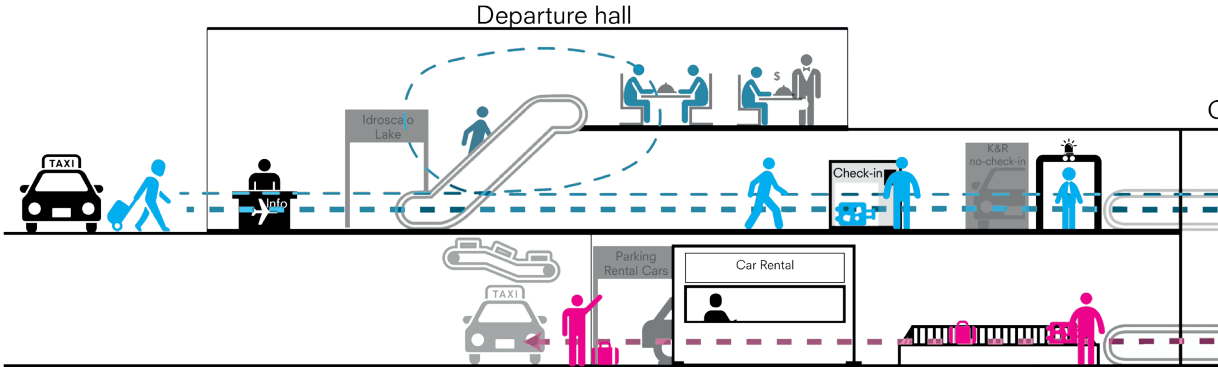 Departure hall
Idroscalo
Lake
$
TAXI
Info
Check-in
K&R
no-check-in
Parking
Rental Cars
Car Rental
TAXI